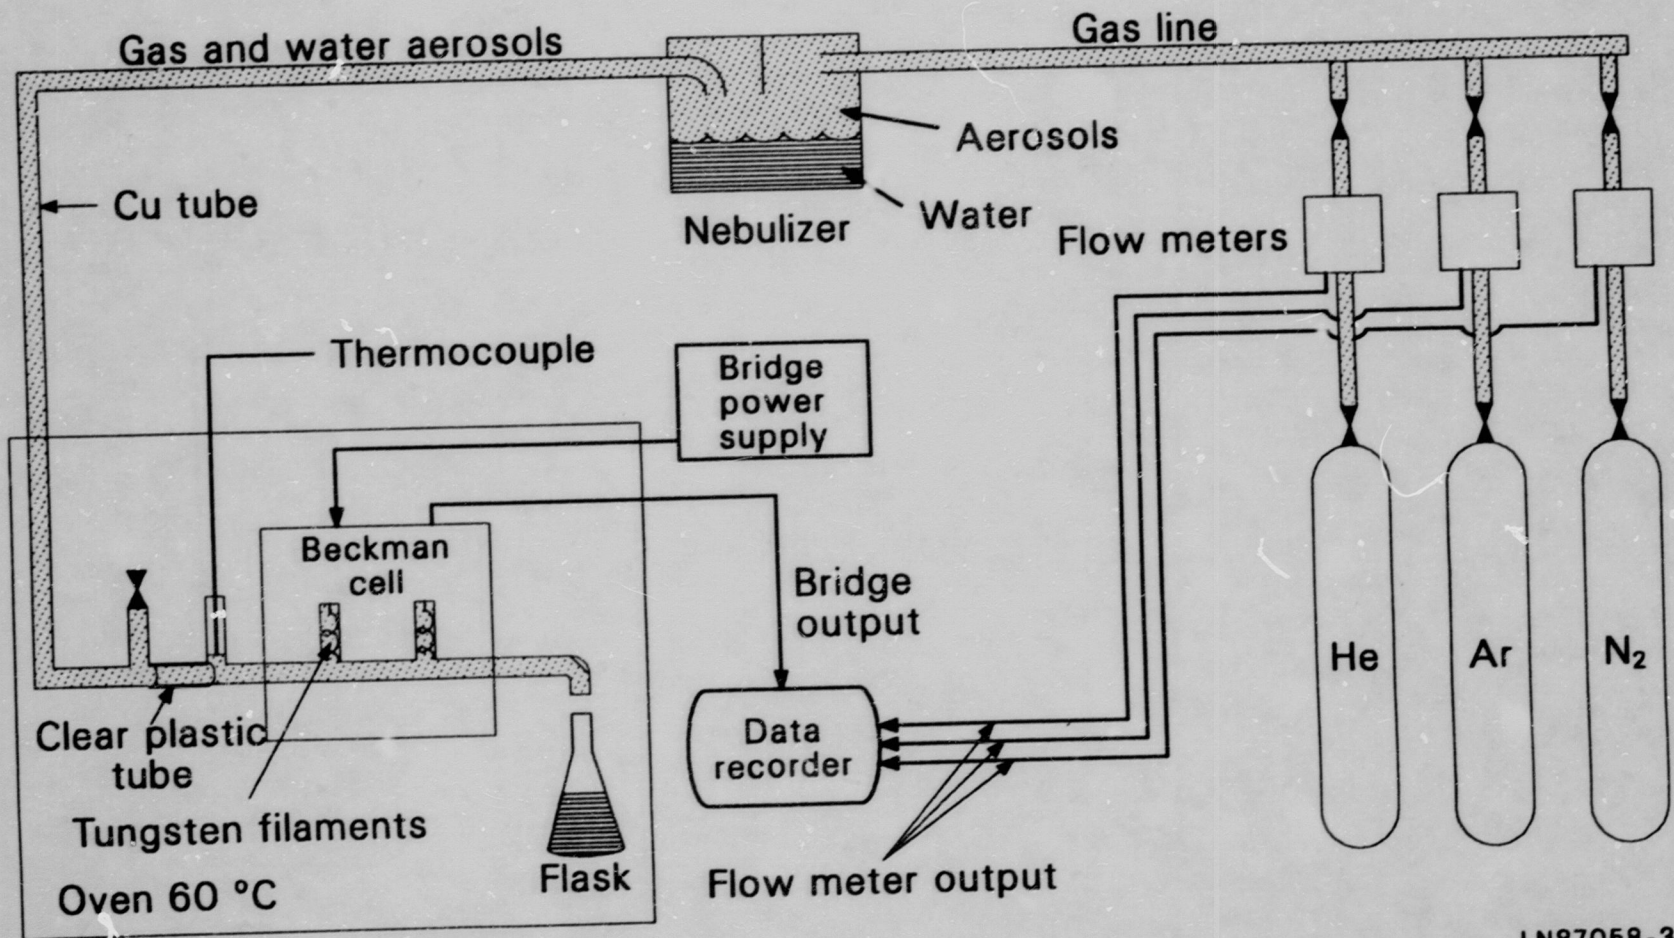 Gas and water aerosols
Gas line
Aerosols
Cu tube
Water
Nebulizer
Flow meters
Thermocouple
Bridge
power
supply
Beckman
cell
Bridge
output
He
Ar
N₂
Clear plastic
tube
Data
recorder
Tungsten filaments
Flask
Flow meter output
Oven 60 °C